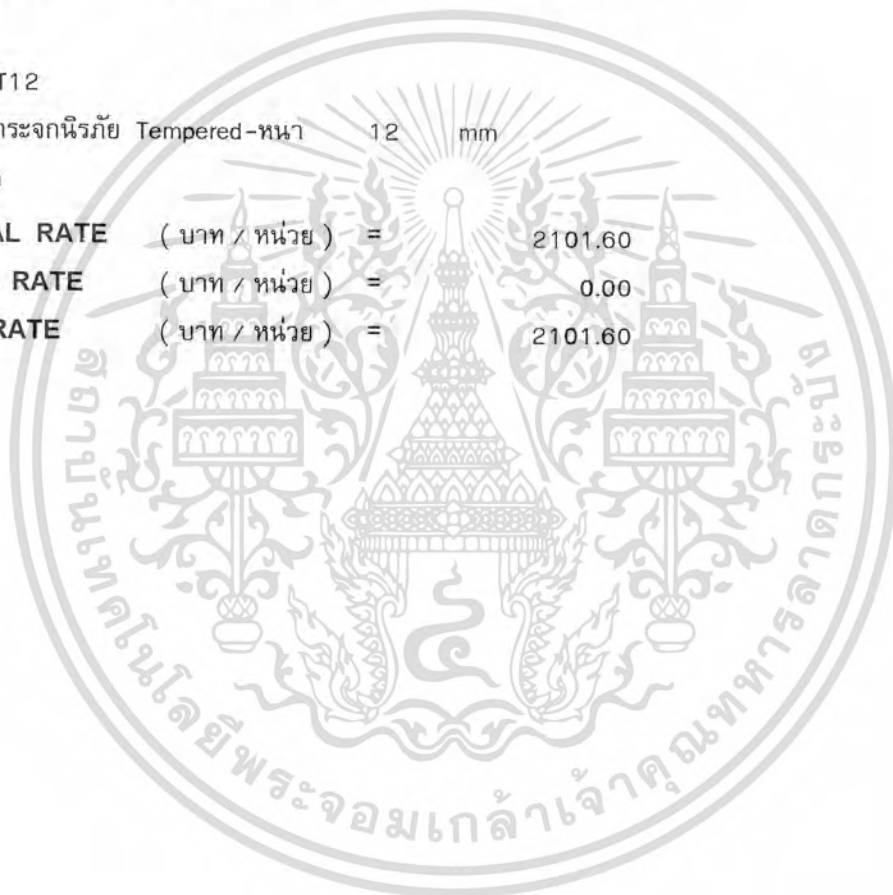 T12
กระจกนิรภัย Tempered-หนา 12 mm
AL RATE ( บาท / หน่วย ) = 2101.60
RATE ( บาท / หน่วย ) = 0.00
RATE ( บาท / หน่วย ) = 2101.60
สถาบันเทคโนโลยีพระจอมเกล้าเจ้าคุณทหารลาดกระบัง